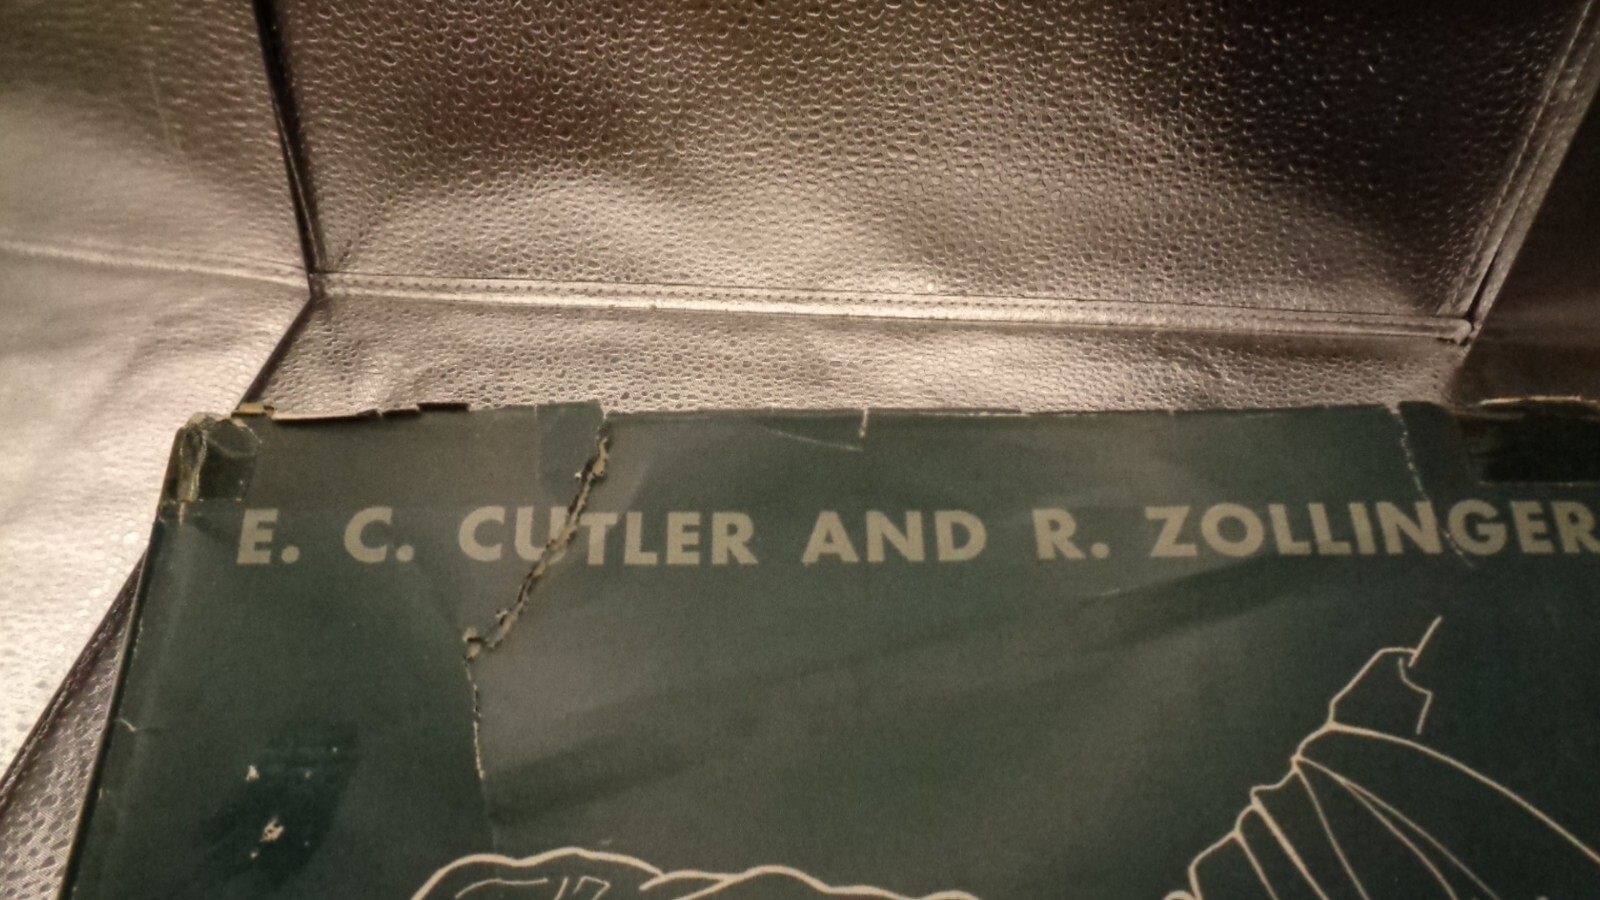 E. C. CUTLER AND R. ZOLLINGER